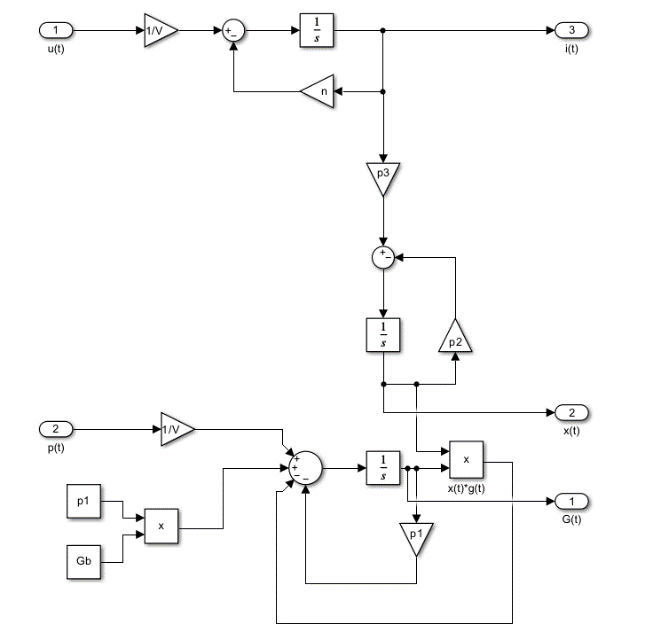 1 1/V + − 1 s 3
u(t) i(t)
n
p3
+ −
1
s
p2
2
x(t)
2 1/V
p(t)
+
+ 1 s x
− −
x(t)*g(t)
p1
x
1
G(t)
p1
Gb